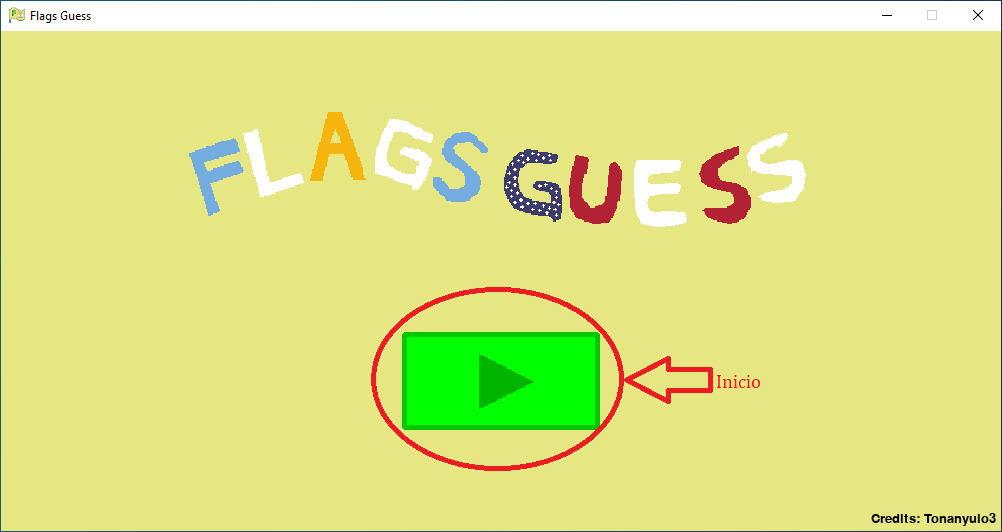 Flags Guess
FLAGS GUESS
Inicio
Credits: Tonanyulo3